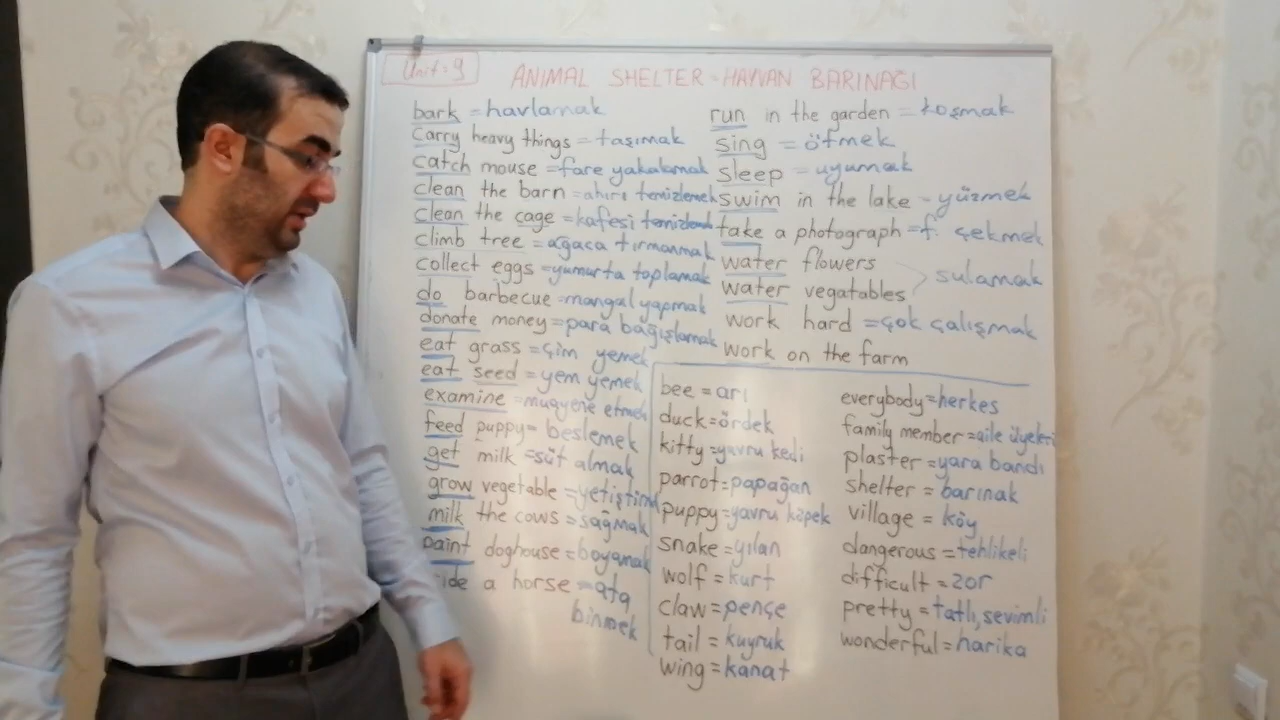 Unit: 9
ANIMAL SHELTER = HAYVAN BARINAĞI
bark = havlamak
carry heavy things = taşımak
catch mouse = fare yakalamak
clean the barn = ahırı temizlemek
clean the cage = kafesi temizlemek
climb tree = ağaca tırmanmak
collect eggs = yumurta toplamak
do barbecue = mangal yapmak
donate money = para bağışlamak
eat grass = çim yemek
eat seed = yem yemek
examine = muayene etmek
feed puppy = beslemek
get milk = süt almak
grow vegetable = yetiştirm
milk the cows = sağmak
paint doghouse = boyamak
ride a horse = ata
binmek
run in the garden = koşmak
sing = ötmek
sleep = uyumak
swim in the lake = yüzmek
take a photograph = f. çekmek
water flowers
water vegatables
sulamak
work hard = çok çalışmak
work on the farm
bee = arı
duck = ördek
kitty = yavru kedi
parrot = papağan
puppy = yavru köpek
snake = yılan
wolf = kurt
claw = pençe
tail = kuyruk
wing = kanat
everybody = herkes
family member = aile üyeleri
plaster = yara bandı
shelter = barınak
village = köy
dangerous = tehlikeli
difficult = zor
pretty = tatlı, sevimli
wonderful = harika